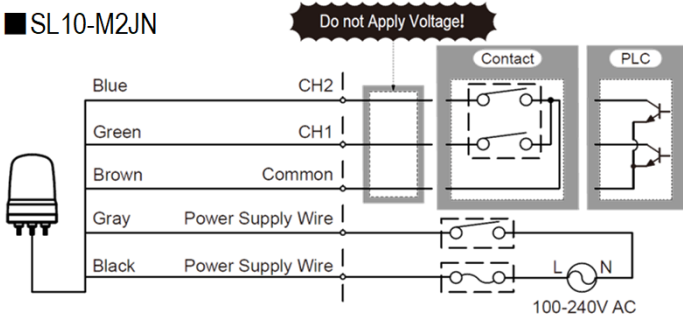 ■SL10-M2JN
Do not Apply Voltage!
Contact
PLC
Blue CH2
Green CH1
Brown Common
Gray Power Supply Wire
Black Power Supply Wire
L N
100-240V AC